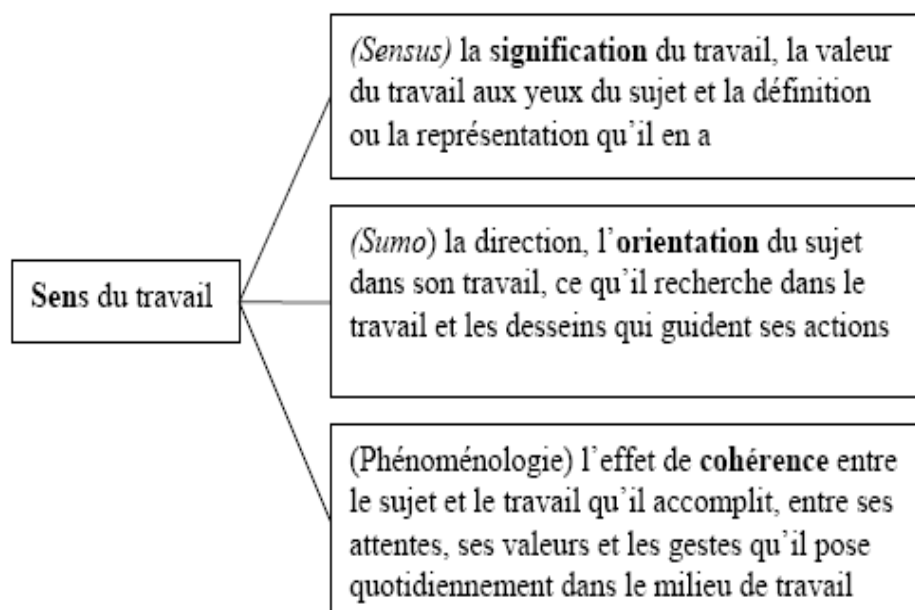 (Sensus) la signification du travail, la valeur
du travail aux yeux du sujet et la définition
ou la représentation qu'il en a
(Sumo) la direction, l'orientation du sujet
dans son travail, ce qu'il recherche dans le
travail et les desseins qui guident ses actions
Sens du travail
(Phénoménologie) l'effet de cohérence entre
le sujet et le travail qu'il accomplit, entre ses
attentes, ses valeurs et les gestes qu'il pose
quotidiennement dans le milieu de travail